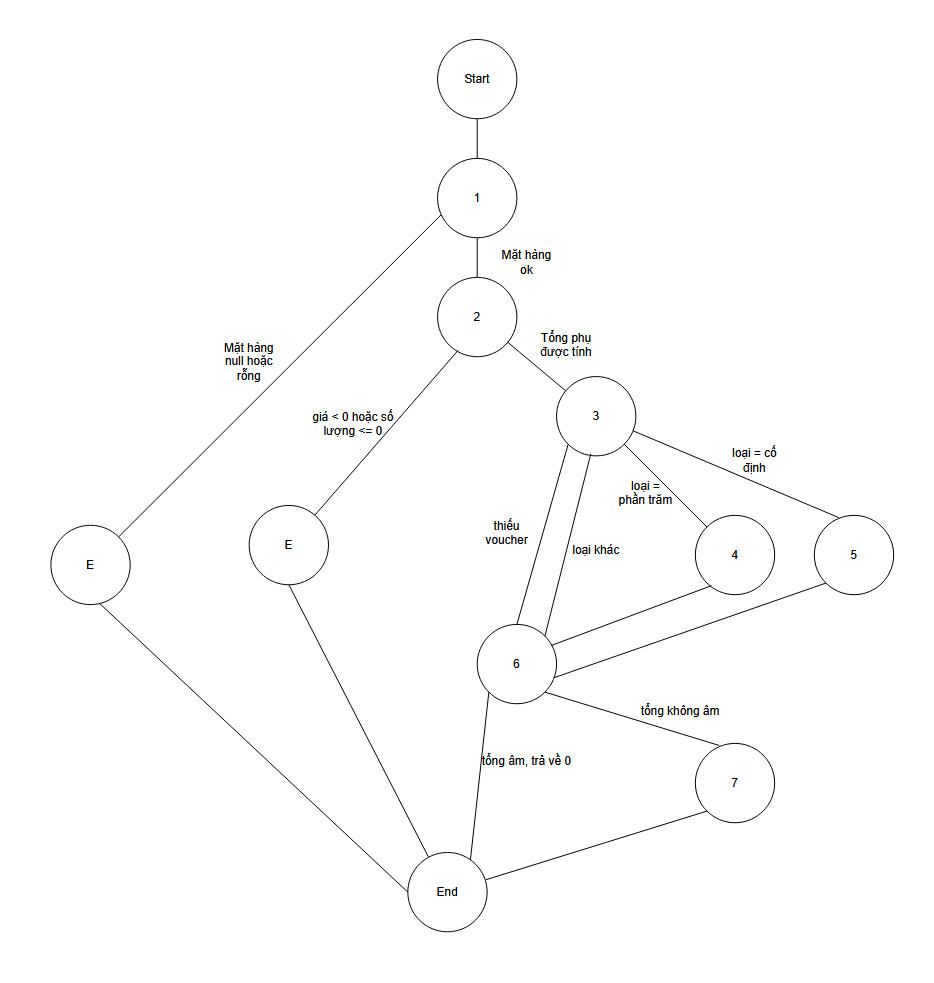 Start
1
Mặt hàng
ok
2
Tổng phụ
được tính
Mặt hàng
null hoặc
rỗng
giá < 0 hoặc số
lượng <= 0
3
loại = cố
định
loại =
phần trăm
thiếu
voucher
loại khác
E
E
4
5
6
tổng không âm
tổng âm, trả về 0
7
End